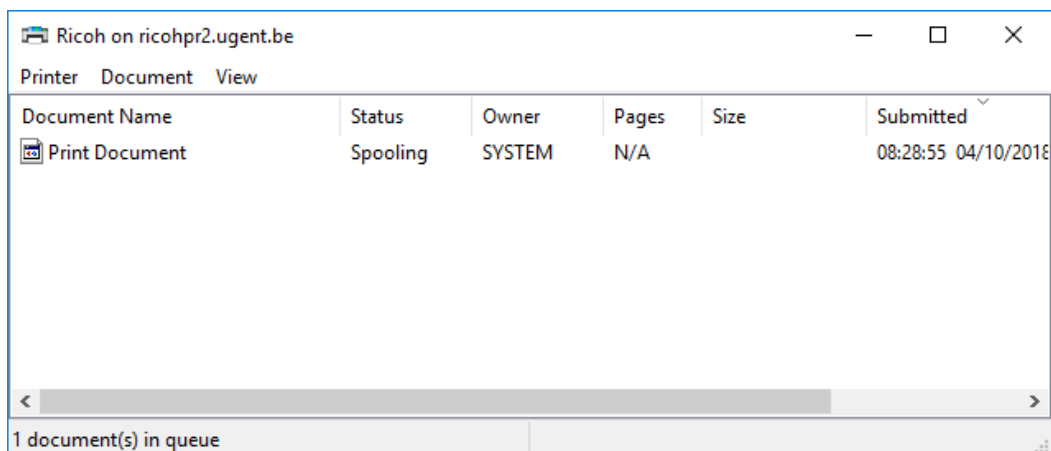 Ricoh on ricohpr2.ugent.be
Printer Document View
Document Name Status Owner Pages Size Submitted
Print Document Spooling SYSTEM N/A 08:28:55 04/10/2018
1 document(s) in queue